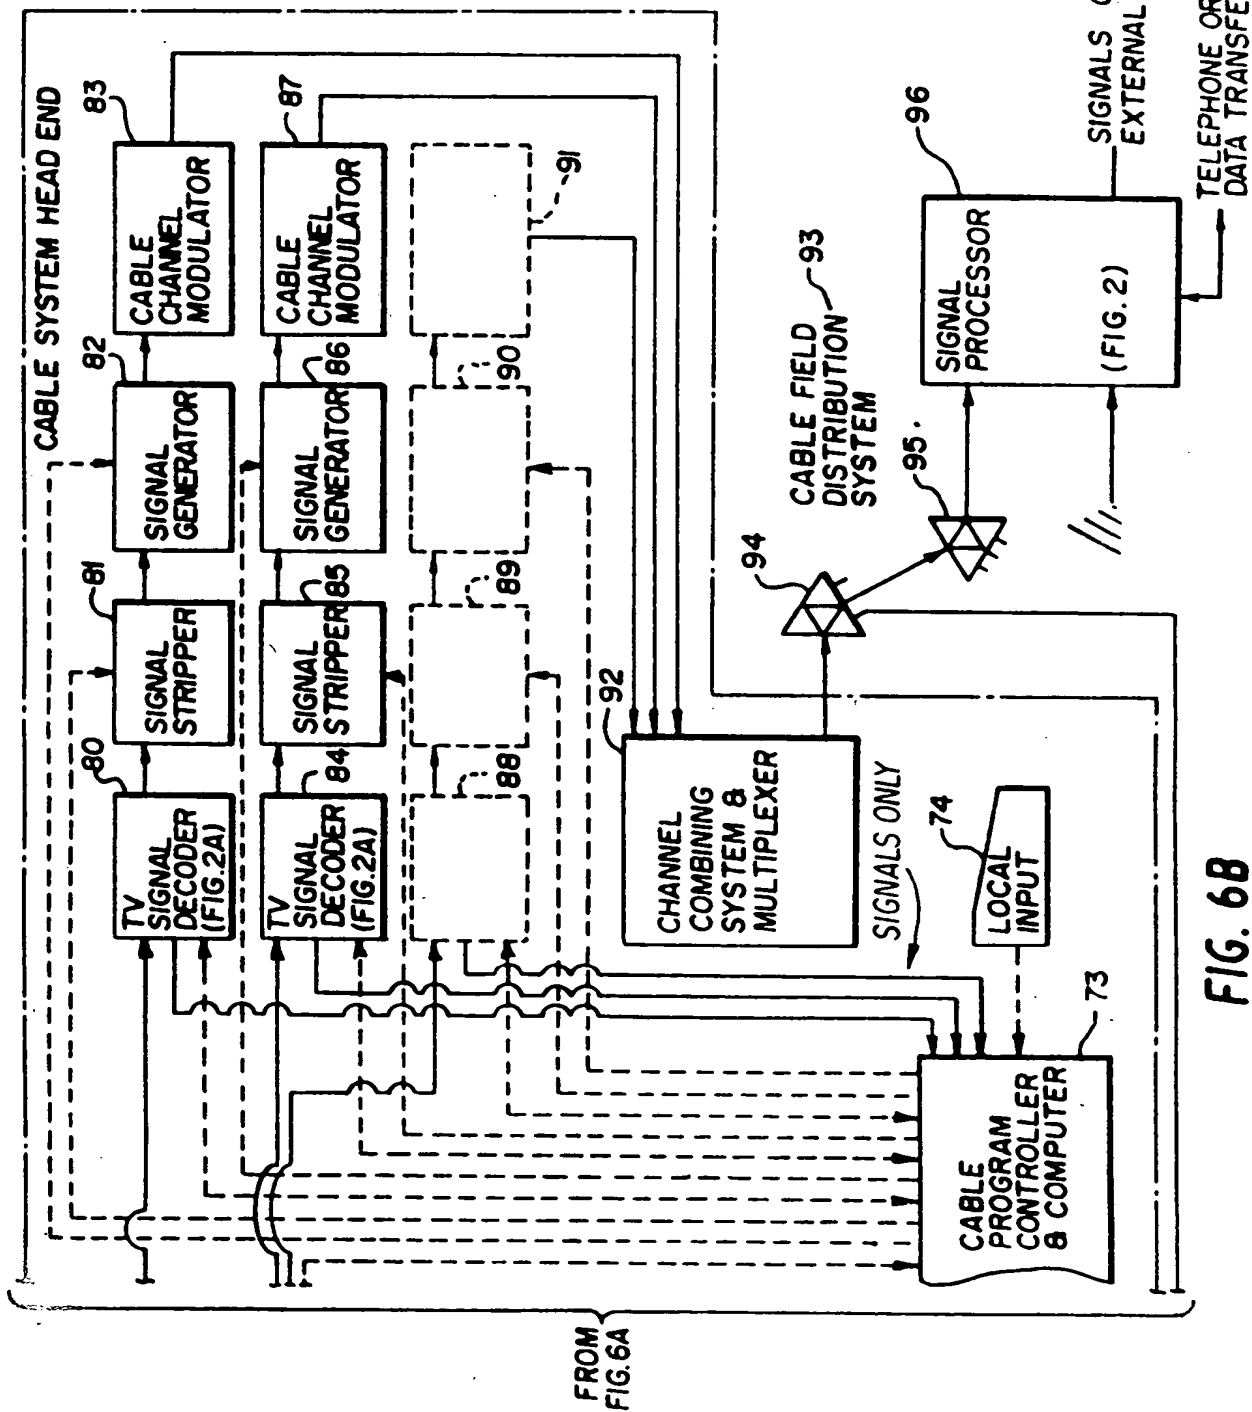 CABLE SYSTEM HEAD END
80
TV
SIGNAL
DECODER
(FIG.2A)
81
SIGNAL
STRIPPER
82
SIGNAL
GENERATOR
83
CABLE
CHANNEL
MODULATOR
84
TV
SIGNAL
DECODER
(FIG.2A)
85
SIGNAL
STRIPPER
86
SIGNAL
GENERATOR
87
CABLE
CHANNEL
MODULATOR
88
89
90
91
92
CHANNEL
COMBINING
SYSTEM &
MULTIPLEXER
SIGNALS ONLY
74
LOCAL
INPUT
73
CABLE
PROGRAM
CONTROLLER
& COMPUTER
94
95.
CABLE FIELD
DISTRIBUTION
SYSTEM
93
96
SIGNAL
PROCESSOR
(FIG. 2)
SIGNALS
EXTERNAL
TELEPHONE OR
DATA TRANSFE
FROM
FIG.6A
FIG. 6B